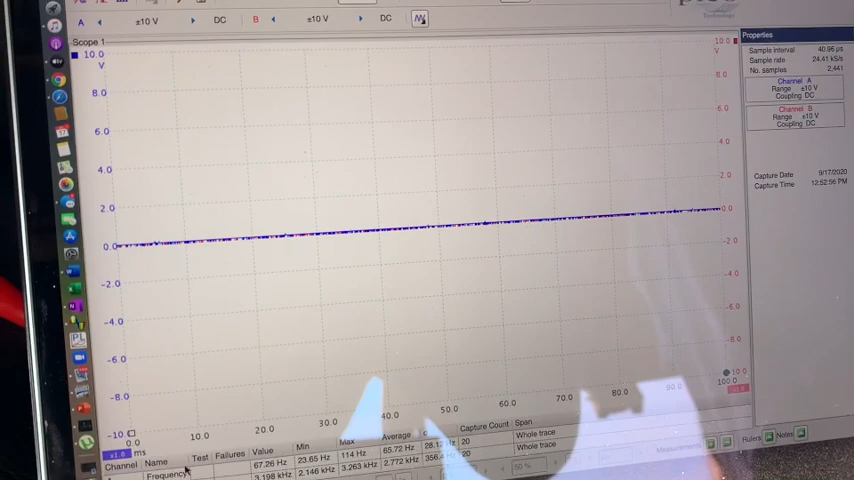 A ±10 V DC B ±10 V DC
Technology
Scope 1
10.0
V
8.0
6.0
4.0
2.0
0.0
-2.0
-4.0
-6.0
-8.0
-10.0
10.0
V
8.0
6.0
4.0
2.0
0.0
-2.0
-4.0
-6.0
-8.0
0.0 10.0 20.0 30.0 40.0 50.0 60.0 70.0 80.0 90.0 100.0
x1.0 ms
Properties
Sample interval 40.96 µs
Sample rate 24.41 kS/s
No. samples 2,441
Channel A
Range ±10 V
Coupling DC
Channel B
Range ±10 V
Coupling DC
Capture Date 9/17/2020
Capture Time 12:52:56 PM
Channel Name Test Failures Value Min Max Average Capture Count Span
Frequency 67.26 Hz 23.65 Hz 114 Hz 65.72 Hz 20 Whole trace
3.198 kHz 2.146 kHz 3.263 kHz 2.772 kHz 20 Whole trace
50 % Measurements Rulers Notes